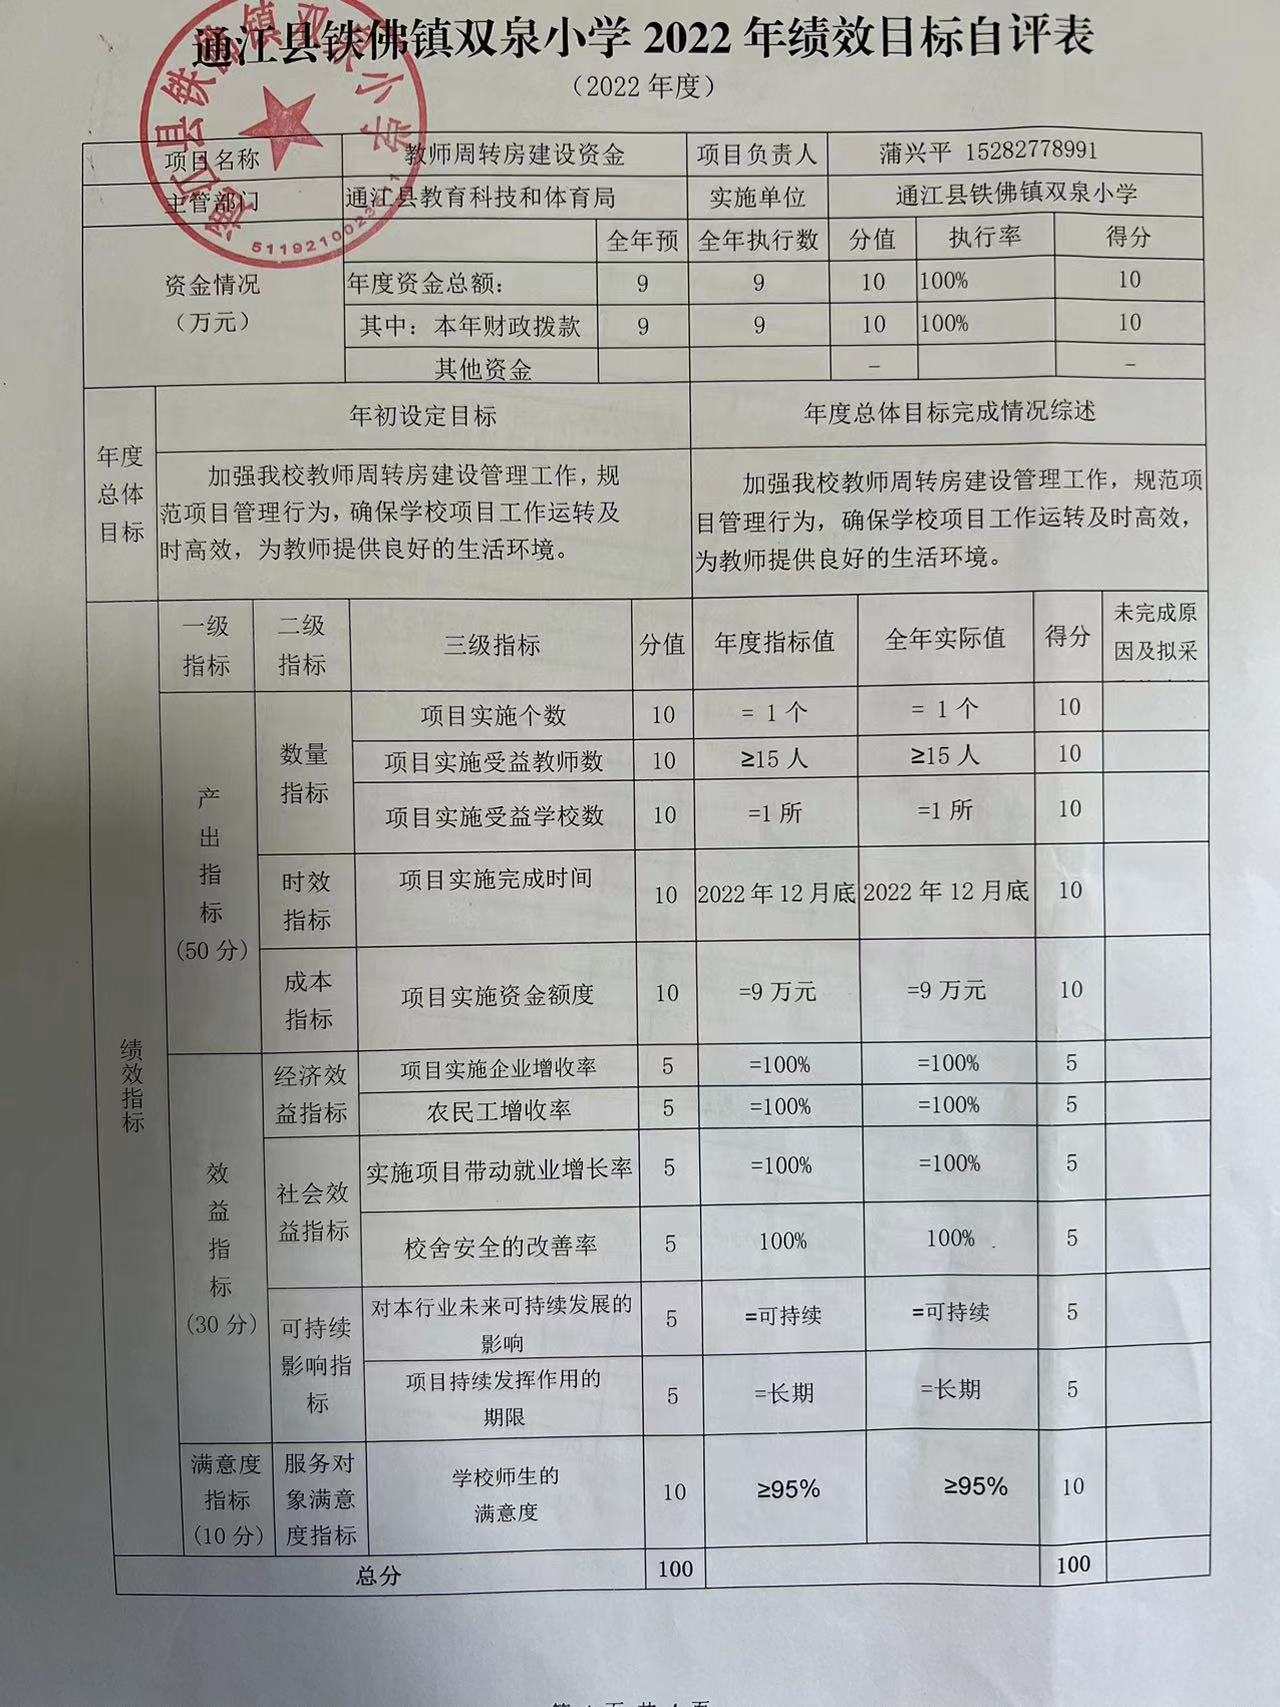 通江县铁佛镇双泉小学 2022 年绩效目标自评表
（2022 年度）
项目名称 教师周转房建设资金 项目负责人 蒲兴平 15282778991
主管部门 通江县教育科技和体育局 实施单位 通江县铁佛镇双泉小学
资金情况
（万元）
全年预 全年执行数 分值 执行率 得分
年度资金总额： 9 9 10 100% 10
其中：本年财政拨款 9 9 10 100% 10
其他资金 – –
年度
总体
目标
年初设定目标 年度总体目标完成情况综述
加强我校教师周转房建设管理工作，规
范项目管理行为，确保学校项目工作运转及
时高效，为教师提供良好的生活环境。
加强我校教师周转房建设管理工作，规范项
目管理行为，确保学校项目工作运转及时高效，
为教师提供良好的生活环境。
绩效指标
一级
指标
二级
指标
三级指标 分值 年度指标值 全年实际值 得分
未完成原
因及拟采
产
出
指
标
(50 分)
数量
指标
项目实施个数 10 = 1 个 = 1 个 10
项目实施受益教师数 10 ≥15 人 ≥15 人 10
项目实施受益学校数 10 =1 所 =1 所 10
时效
指标
项目实施完成时间 10 2022 年 12 月底 2022 年 12 月底 10
成本
指标
项目实施资金额度 10 =9 万元 =9 万元 10
效
益
指
标
(30 分)
经济效
益指标
项目实施企业增收率 5 =100% =100% 5
农民工增收率 5 =100% =100% 5
社会效
益指标
实施项目带动就业增长率 5 =100% =100% 5
校舍安全的改善率 5 100% 100% 5
可持续
影响指
标
对本行业未来可持续发展的
影响
5 =可持续 =可持续 5
项目持续发挥作用的
期限
5 =长期 =长期 5
满意度
指标
(10 分)
服务对
象满意
度指标
学校师生的
满意度
10 ≥95% ≥95% 10
总分 100 100